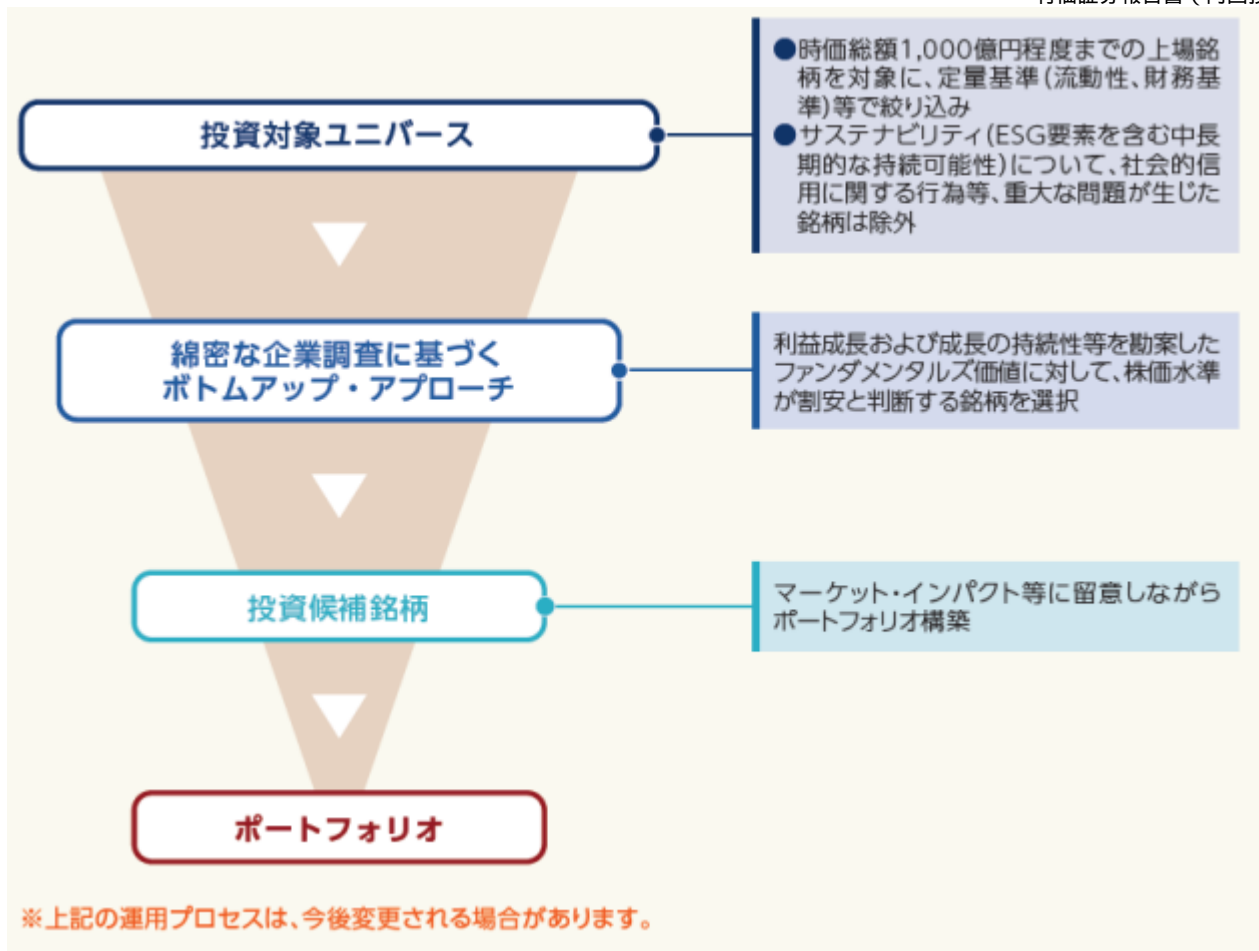 投資対象ユニバース
●時価総額1,000億円程度までの上場銘
柄を対象に、定量基準(流動性、財務基
準)等で絞り込み
●サステナビリティ(ESG要素を含む中長
期的な持続可能性)について、社会的信
用に関する行為等、重大な問題が生じた
銘柄は除外
綿密な企業調査に基づく
ボトムアップ・アプローチ
利益成長および成長の持続性等を勘案した
ファンダメンタルズ価値に対して、株価水準
が割安と判断する銘柄を選択
投資候補銘柄
マーケット・インパクト等に留意しながら
ポートフォリオ構築
ポートフォリオ
※上記の運用プロセスは、今後変更される場合があります。